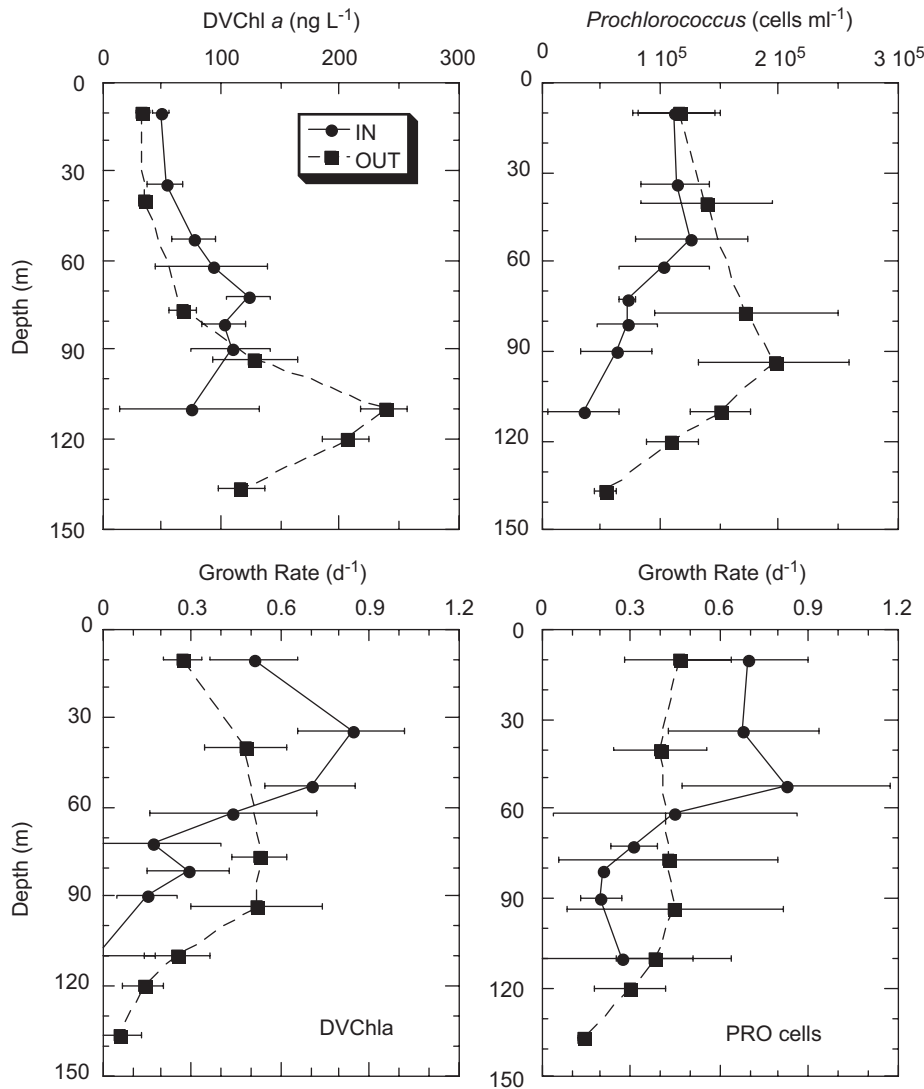 DVChl a (ng L-1)
0 100 200 300
0
30
60
90
120
150
Depth (m)
IN
OUT
Prochlorococcus (cells ml-1)
0 1 10^5 2 10^5 3 10^5
0
30
60
90
120
150
Growth Rate (d-1)
0 0.3 0.6 0.9 1.2
0
30
60
90
120
150
Depth (m)
DVChla
Growth Rate (d-1)
0 0.3 0.6 0.9 1.2
0
30
60
90
120
150
PRO cells